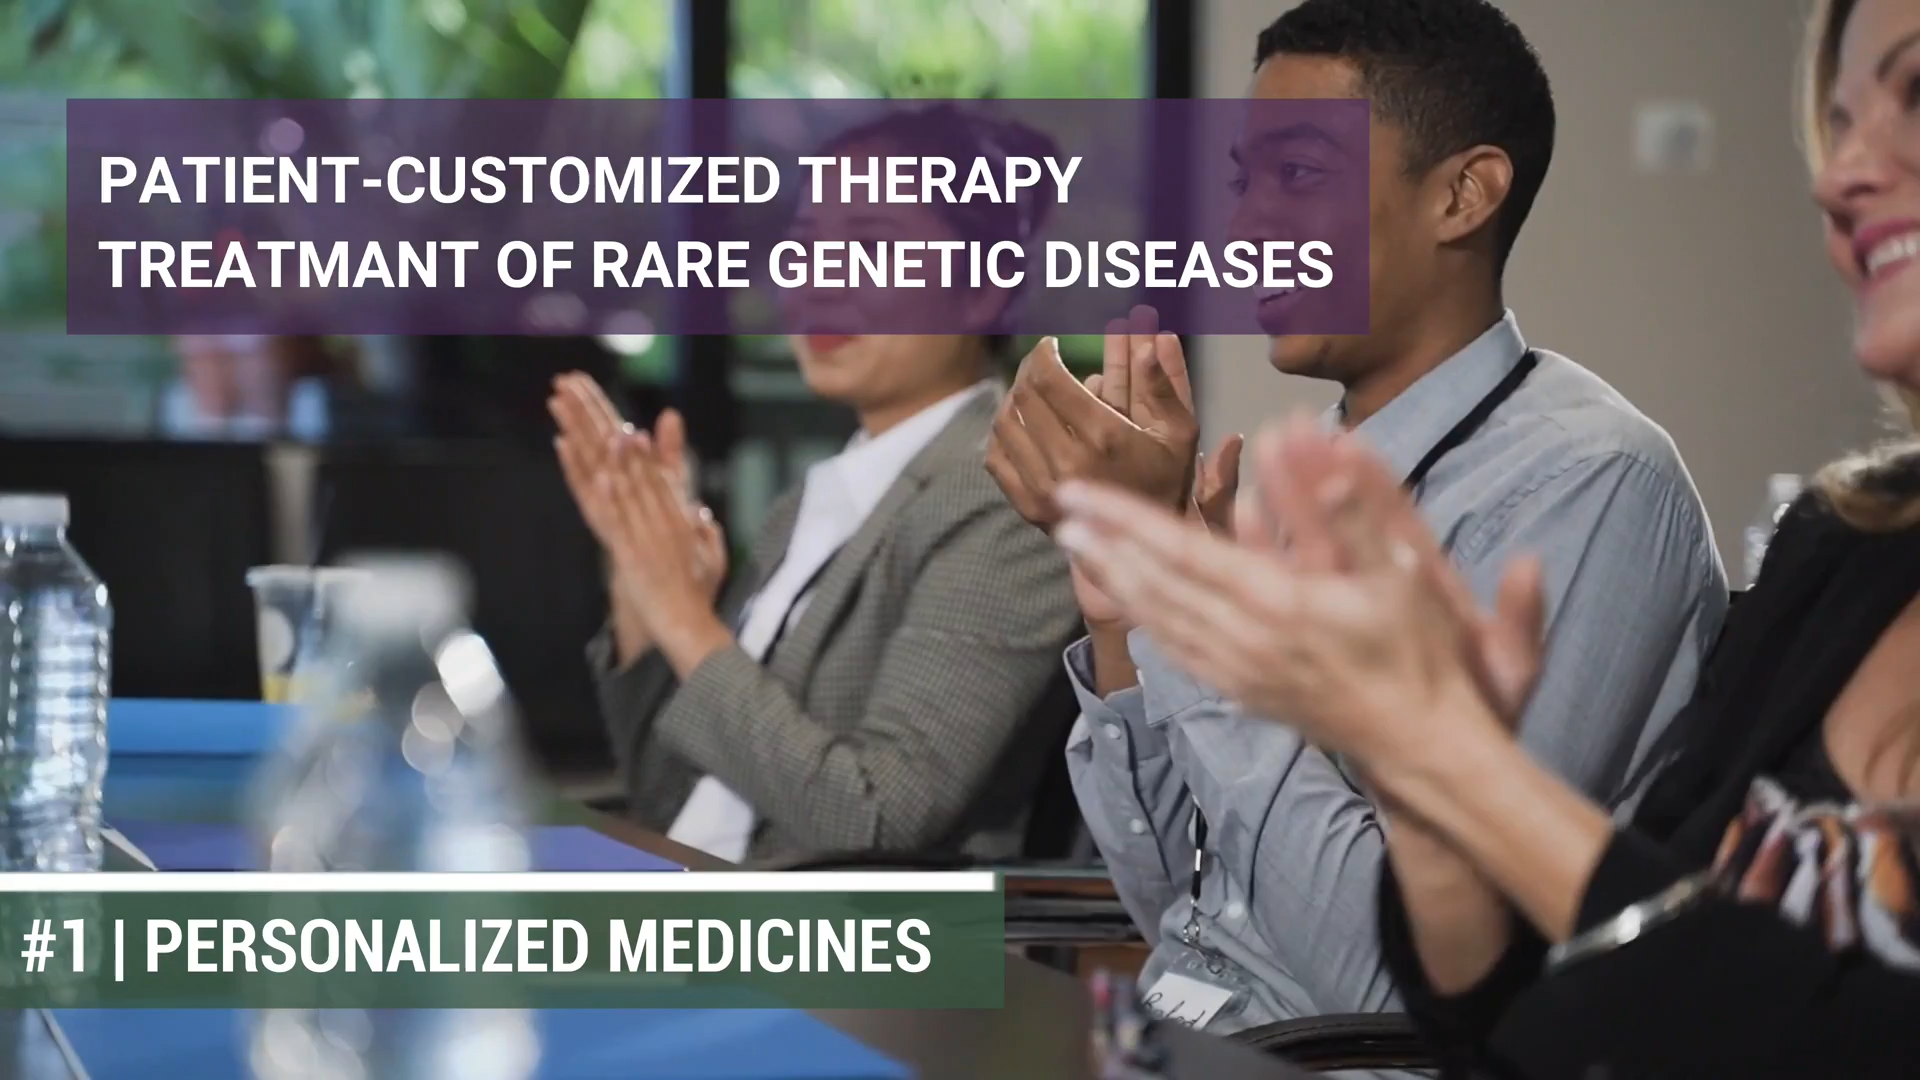 PATIENT-CUSTOMIZED THERAPY
TREATMANT OF RARE GENETIC DISEASES
#1 | PERSONALIZED MEDICINES